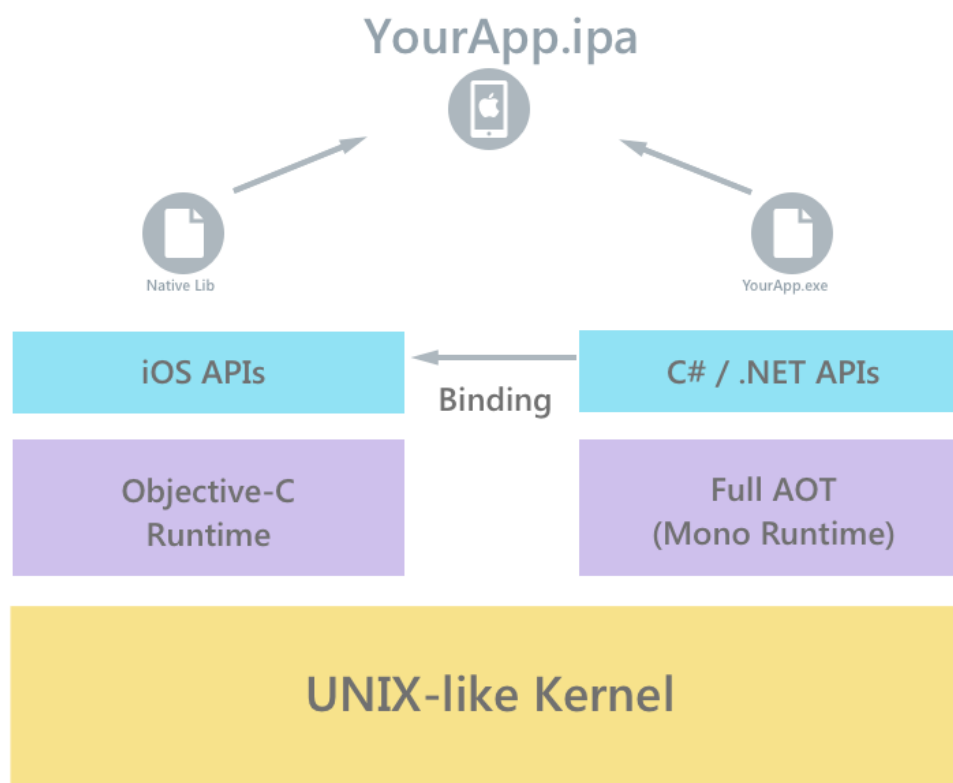 YourApp.ipa
Native Lib
YourApp.exe
iOS APIs
C# / .NET APIs
Binding
Objective-C
Runtime
Full AOT
(Mono Runtime)
UNIX-like Kernel